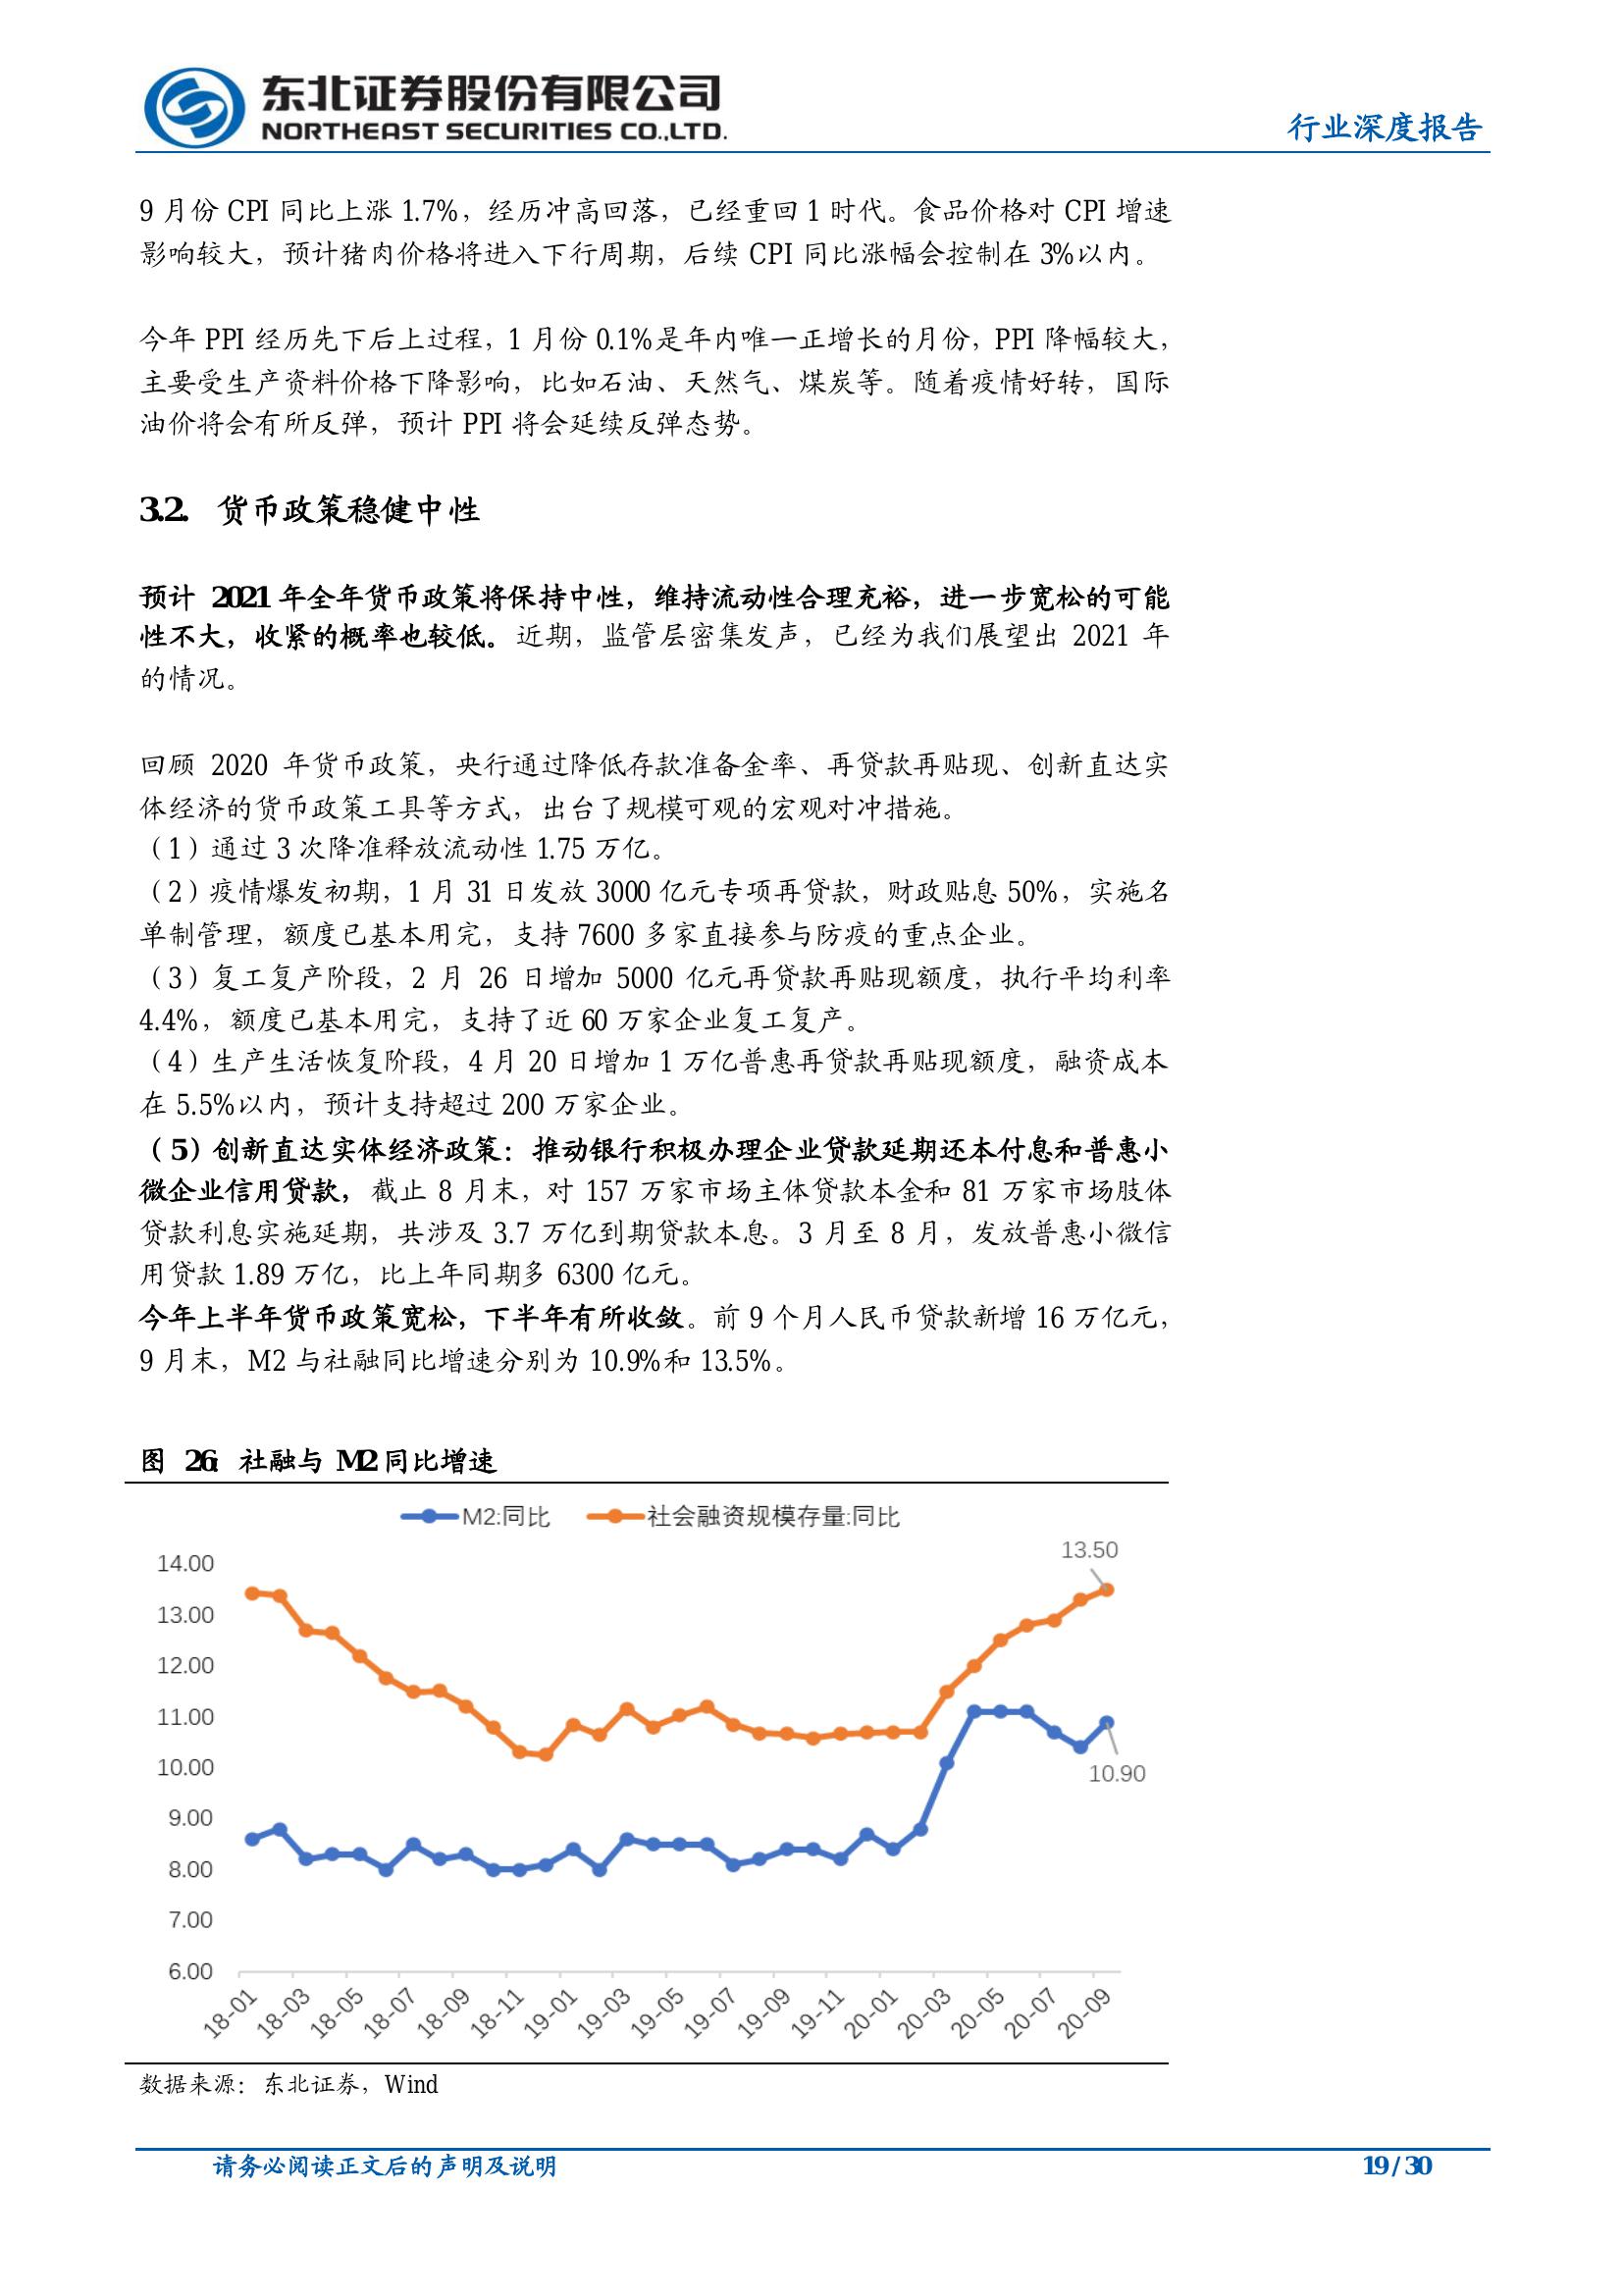 东北证券股份有限公司
NORTHEAST SECURITIES CO.,LTD.
行业深度报告
9 月份 CPI 同比上涨 1.7%，经历冲高回落，已经重回 1 时代。食品价格对 CPI 增速
影响较大，预计猪肉价格将进入下行周期，后续 CPI 同比涨幅会控制在 3%以内。
今年 PPI 经历先下后上过程，1 月份 0.1%是年内唯一正增长的月份，PPI 降幅较大，
主要受生产资料价格下降影响，比如石油、天然气、煤炭等。随着疫情好转，国际
油价将会有所反弹，预计 PPI 将会延续反弹态势。
3.2. 货币政策稳健中性
预计 2021 年全年货币政策将保持中性，维持流动性合理充裕，进一步宽松的可能
性不大，收紧的概率也较低。近期，监管层密集发声，已经为我们展望出 2021 年
的情况。
回顾 2020 年货币政策，央行通过降低存款准备金率、再贷款再贴现、创新直达实
体经济的货币政策工具等方式，出台了规模可观的宏观对冲措施。
（1）通过 3 次降准释放流动性 1.75 万亿。
（2）疫情爆发初期，1 月 31 日发放 3000 亿元专项再贷款，财政贴息 50%，实施名
单制管理，额度已基本用完，支持 7600 多家直接参与防疫的重点企业。
（3）复工复产阶段，2 月 26 日增加 5000 亿元再贷款再贴现额度，执行平均利率
4.4%，额度已基本用完，支持了近 60 万家企业复工复产。
（4）生产生活恢复阶段，4 月 20 日增加 1 万亿普惠再贷款再贴现额度，融资成本
在 5.5%以内，预计支持超过 200 万家企业。
（5）创新直达实体经济政策：推动银行积极办理企业贷款延期还本付息和普惠小
微企业信用贷款，截止 8 月末，对 157 万家市场主体贷款本金和 81 万家市场肢体
贷款利息实施延期，共涉及 3.7 万亿到期贷款本息。3 月至 8 月，发放普惠小微信
用贷款 1.89 万亿，比上年同期多 6300 亿元。
今年上半年货币政策宽松，下半年有所收敛。前 9 个月人民币贷款新增 16 万亿元，
9 月末，M2 与社融同比增速分别为 10.9%和 13.5%。
图 26：社融与 M2 同比增速
M2:同比 社会融资规模存量:同比
13.50
14.00
13.00
12.00
11.00
10.00
10.90
9.00
8.00
7.00
6.00
18-01 18-03 18-05 18-07 18-09 18-11 19-01 19-03 19-05 19-07 19-09 19-11 20-01 20-03 20-05 20-07 20-09
数据来源：东北证券，Wind
请务必阅读正文后的声明及说明
19 / 30